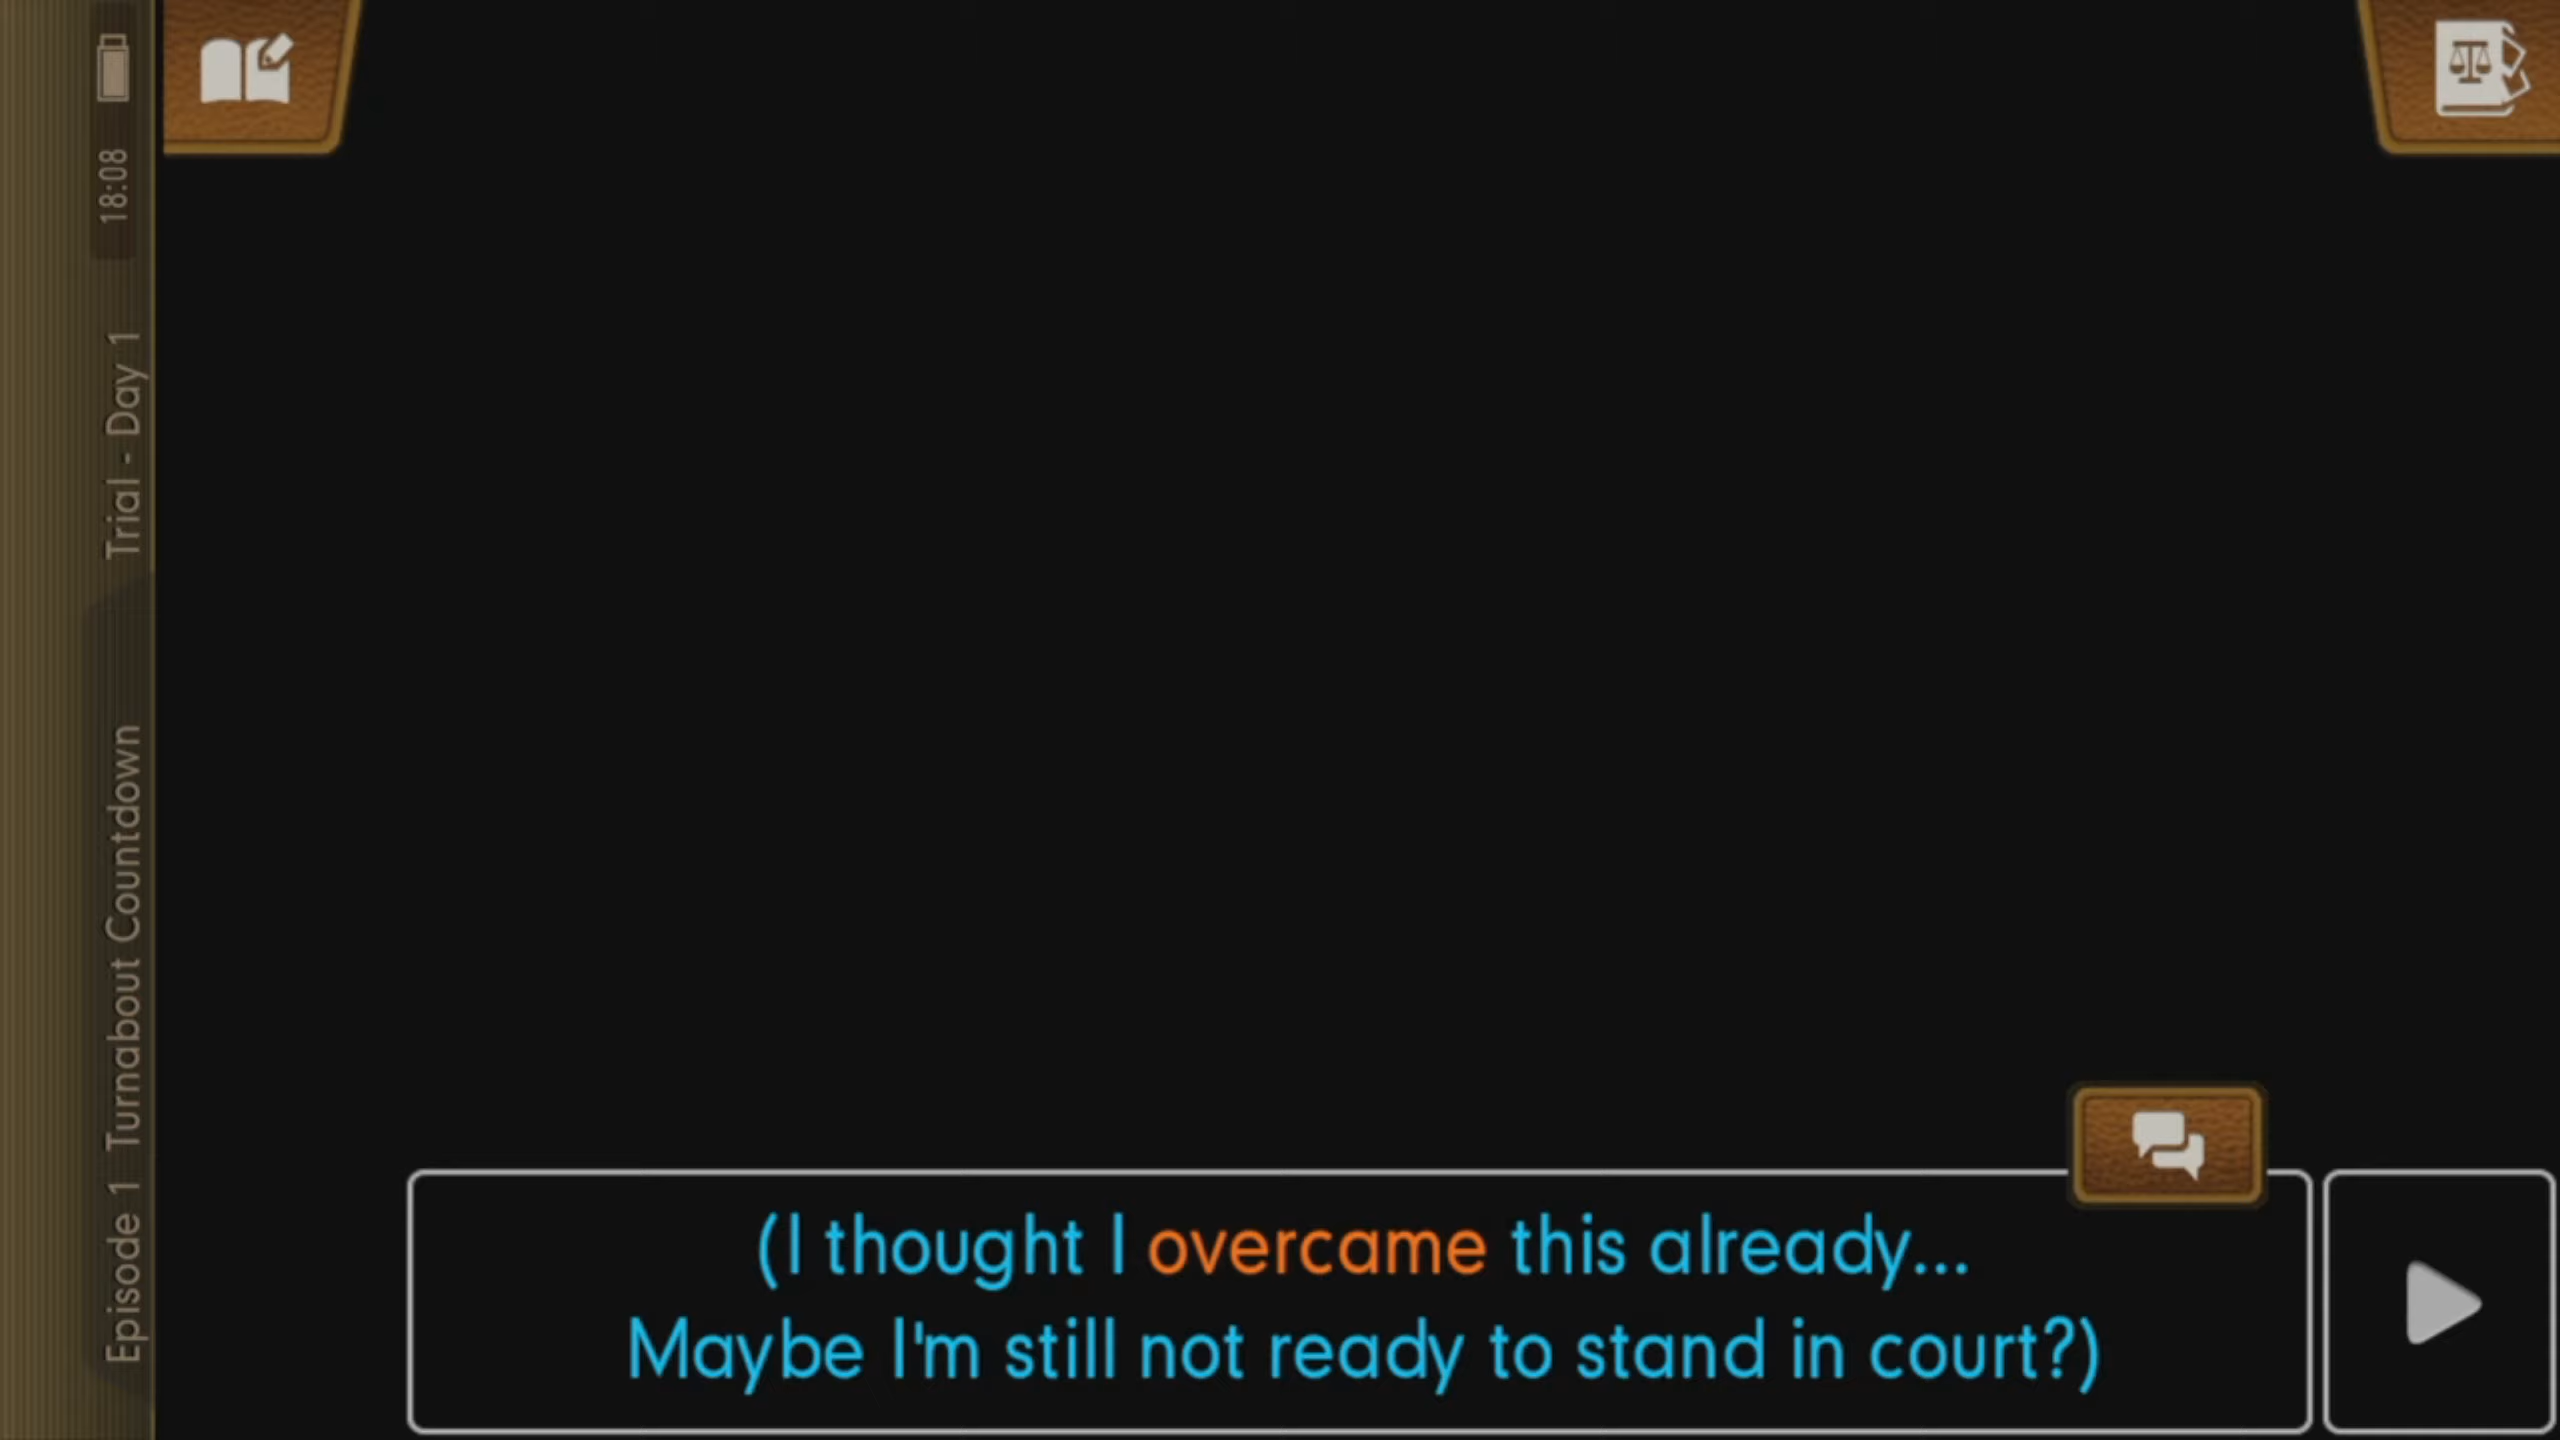 18:08
Trial - Day 1
Episode 1 Turnabout Countdown
(I thought I overcame this already...
Maybe I'm still not ready to stand in court?)